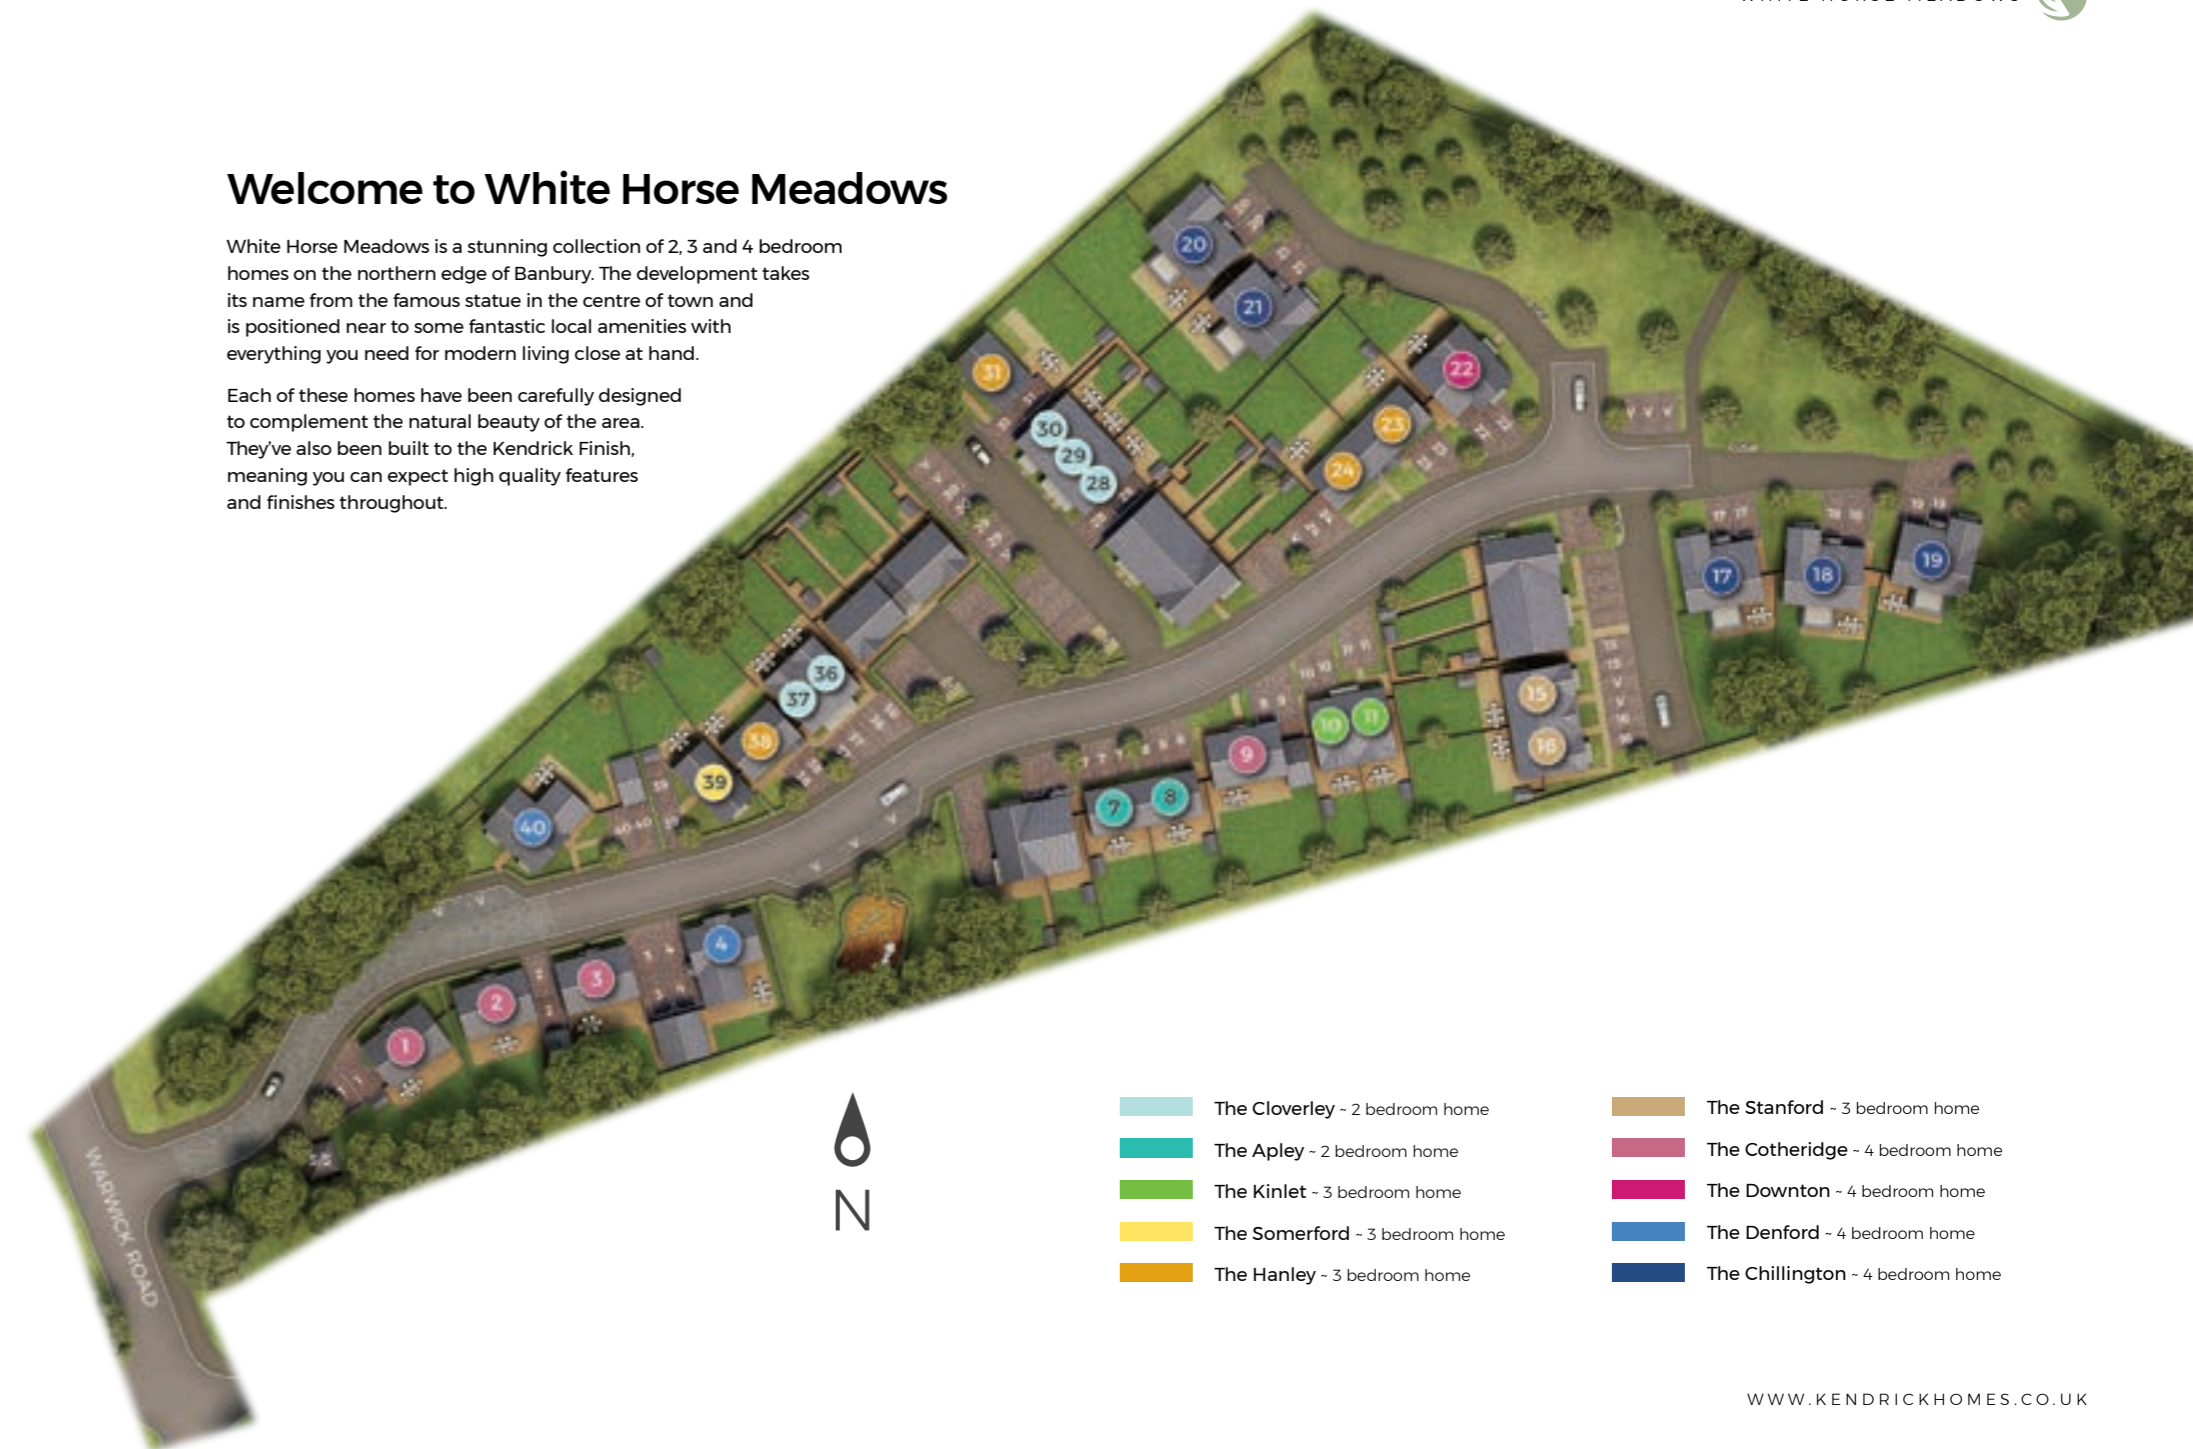 Welcome to White Horse Meadows
White Horse Meadows is a stunning collection of 2, 3 and 4 bedroom
homes on the northern edge of Banbury. The development takes
its name from the famous statue in the centre of town and
is positioned near to some fantastic local amenities with
everything you need for modern living close at hand.
Each of these homes have been carefully designed
to complement the natural beauty of the area.
They've also been built to the Kendrick Finish,
meaning you can expect high quality features
and finishes throughout.
20
21
31
22
30
23
29
24
28
17
18
19
36
37
15
16
38
10
11
39
9
40
7
8
4
3
2
1
WARWICK ROAD
N
The Cloverley ~ 2 bedroom home
The Apley ~ 2 bedroom home
The Kinlet ~ 3 bedroom home
The Somerford ~ 3 bedroom home
The Hanley ~ 3 bedroom home
The Stanford ~ 3 bedroom home
The Cotheridge ~ 4 bedroom home
The Downton ~ 4 bedroom home
The Denford ~ 4 bedroom home
The Chillington ~ 4 bedroom home
WWW.KENDRICKHOMES.CO.UK